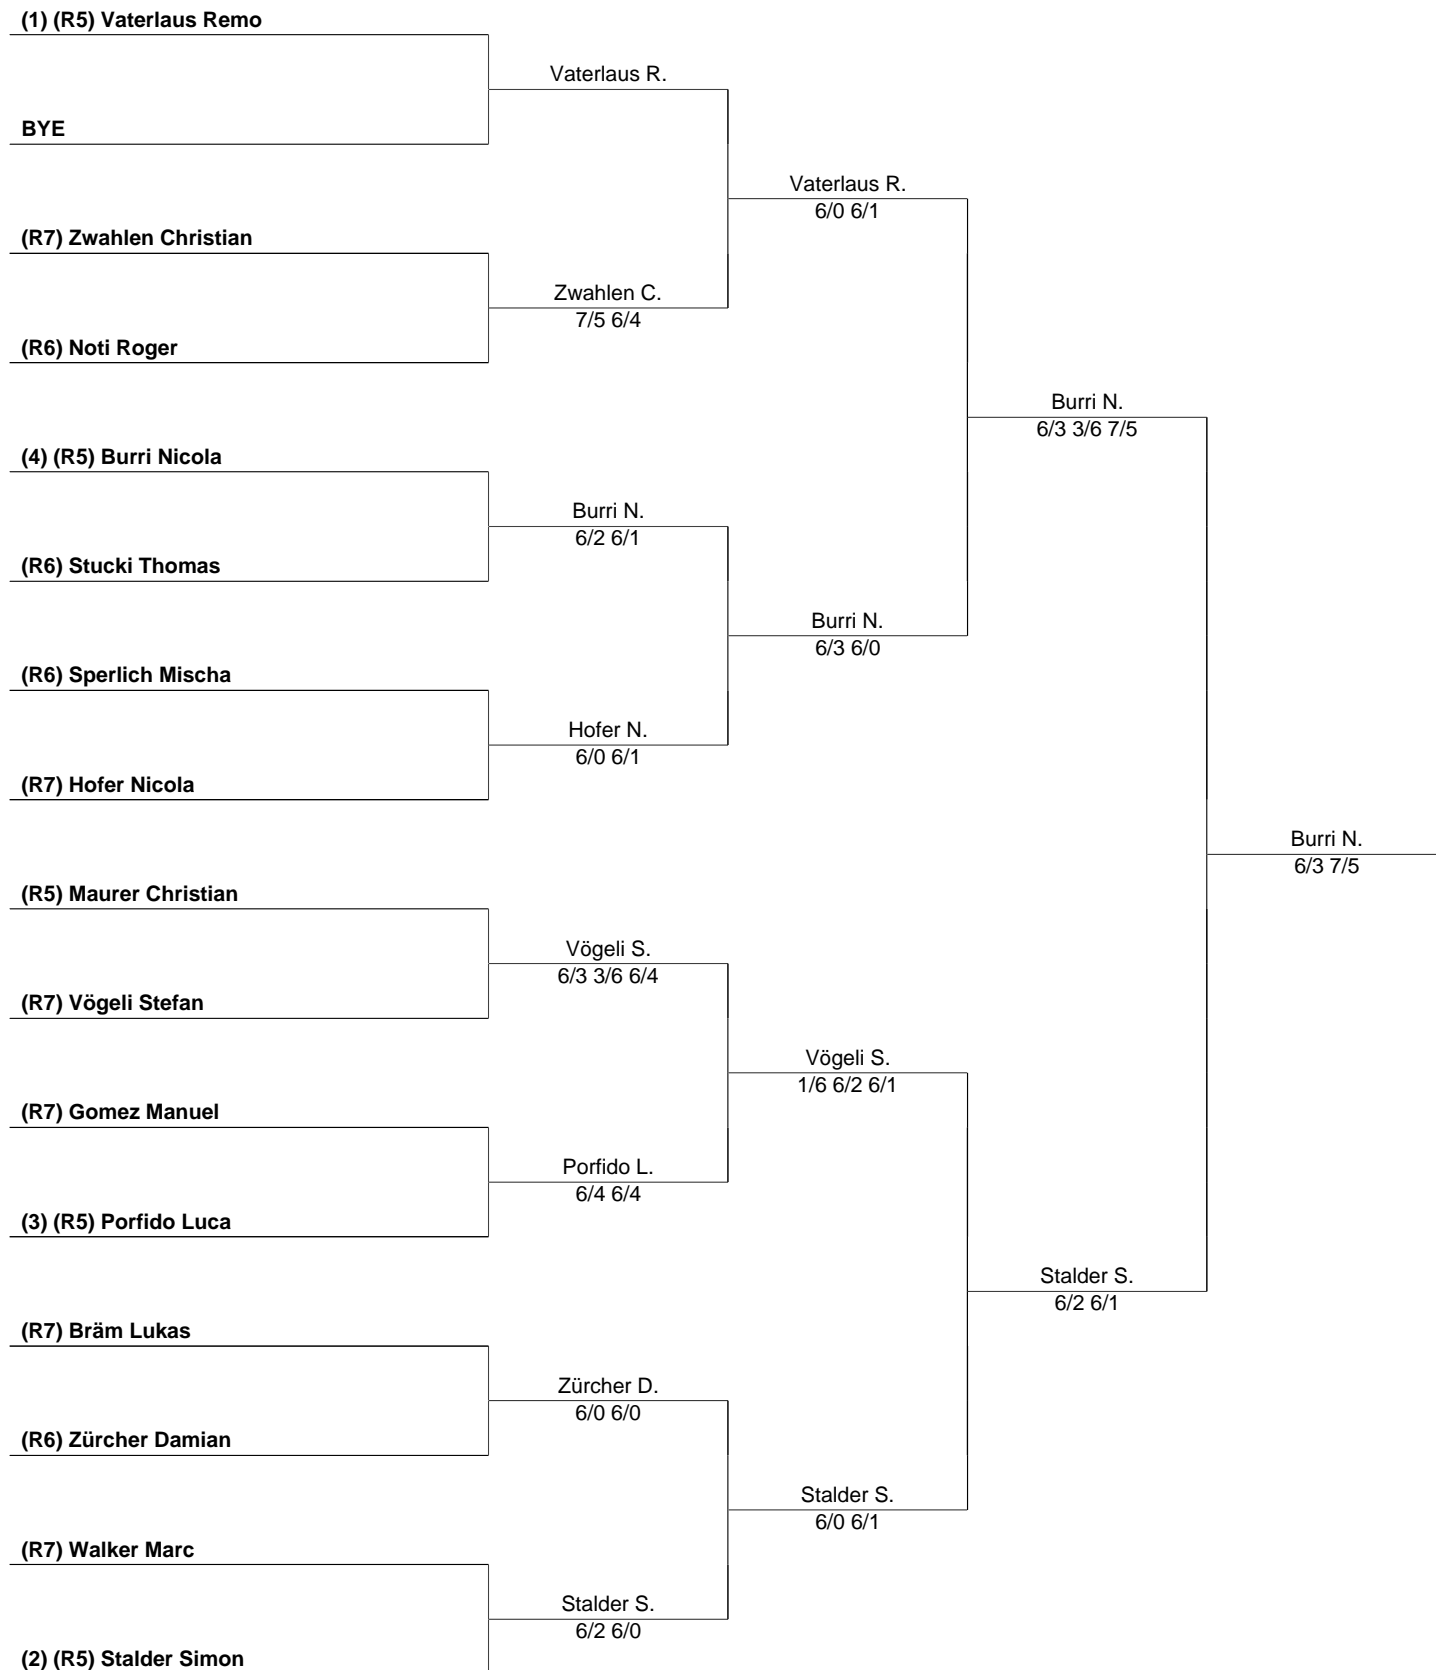 (1) (R5) Vaterlaus Remo
Vaterlaus R.
BYE
Vaterlaus R.
6/0 6/1
(R7) Zwahlen Christian
Zwahlen C.
7/5 6/4
(R6) Noti Roger
Burri N.
6/3 3/6 7/5
(4) (R5) Burri Nicola
Burri N.
6/2 6/1
(R6) Stucki Thomas
Burri N.
6/3 6/0
(R6) Sperlich Mischa
Hofer N.
6/0 6/1
(R7) Hofer Nicola
Burri N.
6/3 7/5
(R5) Maurer Christian
Vögeli S.
6/3 3/6 6/4
(R7) Vögeli Stefan
Vögeli S.
1/6 6/2 6/1
(R7) Gomez Manuel
Porfido L.
6/4 6/4
(3) (R5) Porfido Luca
Stalder S.
6/2 6/1
(R7) Bräm Lukas
Zürcher D.
6/0 6/0
(R6) Zürcher Damian
Stalder S.
6/0 6/1
(R7) Walker Marc
Stalder S.
6/2 6/0
(2) (R5) Stalder Simon